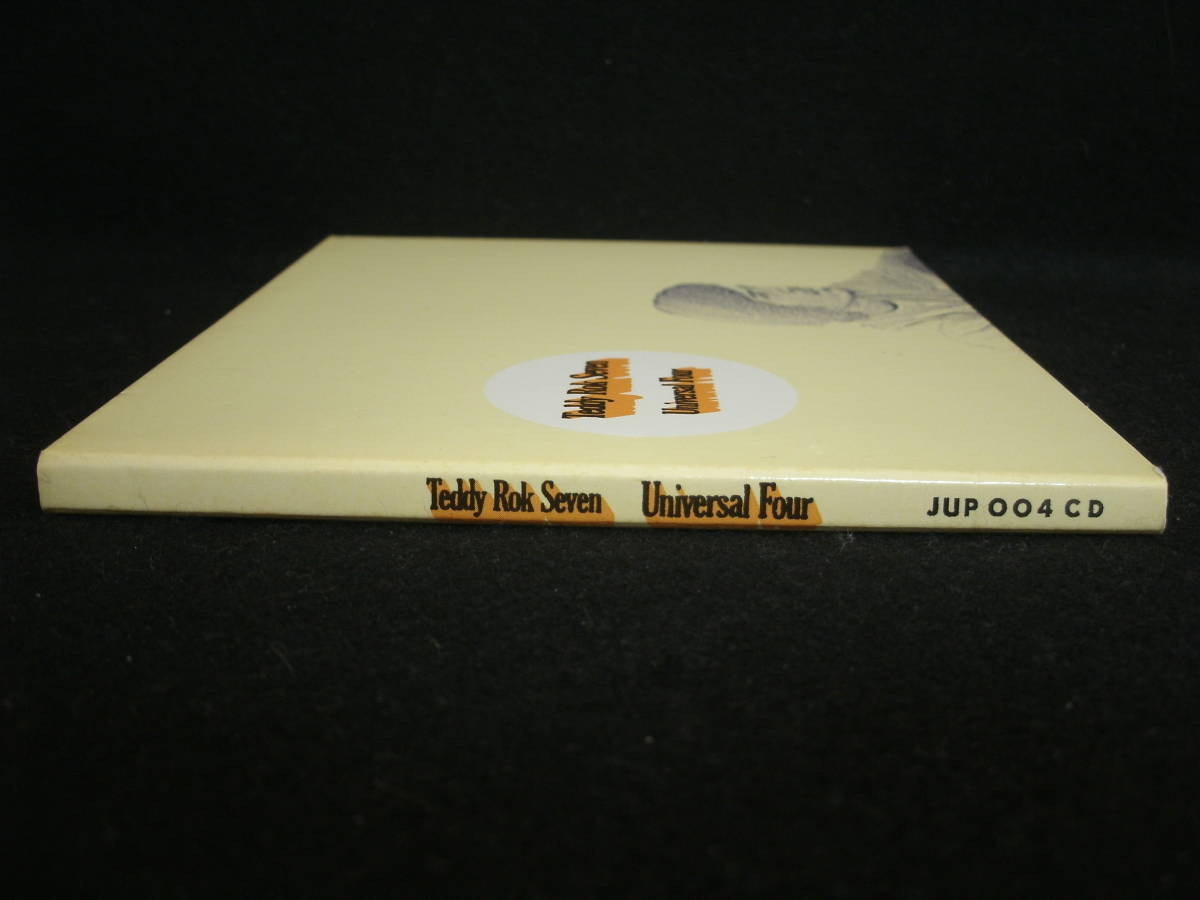 Teddy Rok Seven
Universal Four
Teddy Rok Seven Universal Four JUP 004 CD